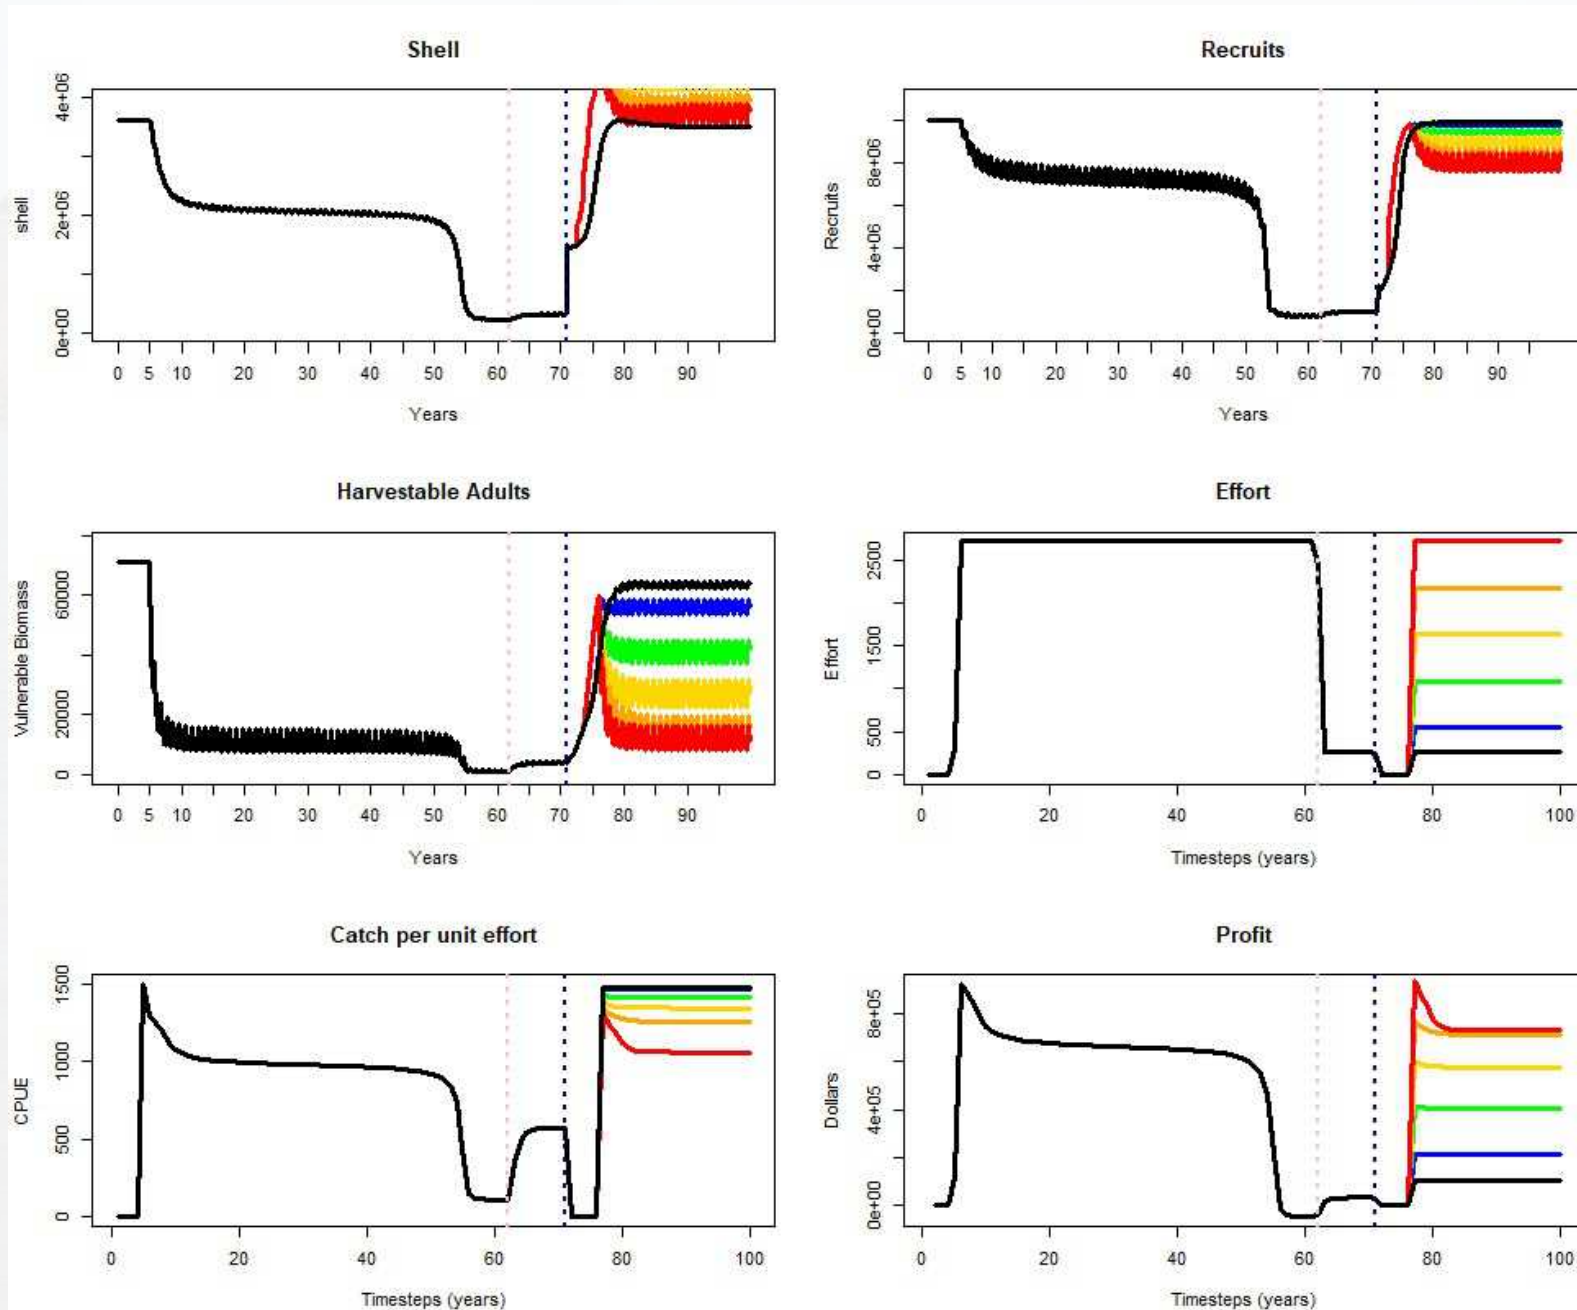 Shell
shell
0e+00 2e+06 4e+06
0 5 10 20 30 40 50 60 70 80 90
Years
Recruits
Recruits
0e+00 4e+06 8e+06
0 5 10 20 30 40 50 60 70 80 90
Years
Harvestable Adults
Vulnerable Biomass
0 20000 60000
0 5 10 20 30 40 50 60 70 80 90
Years
Effort
Effort
0 500 1500 2500
0 20 40 60 80 100
Timesteps (years)
Catch per unit effort
CPUE
0 500 1000 1500
0 20 40 60 80 100
Timesteps (years)
Profit
Dollars
0e+00 4e+05 8e+05
0 20 40 60 80 100
Timesteps (years)